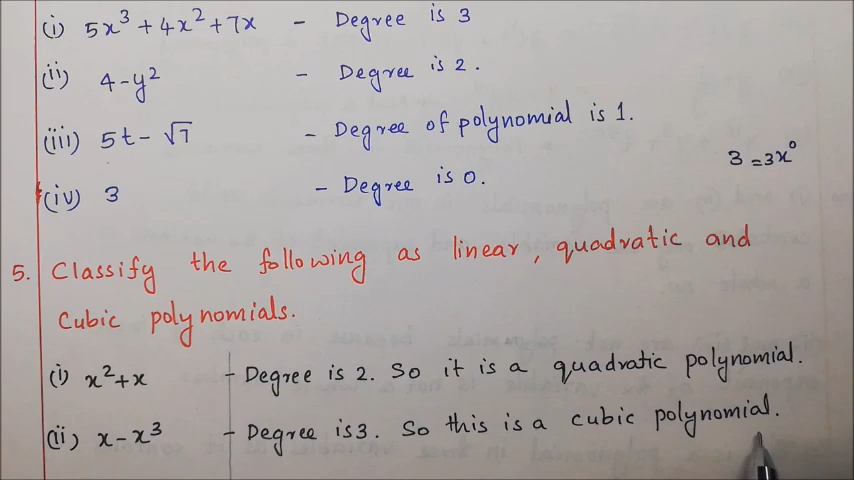 (i) 5x³ + 4x² + 7x - Degree is 3
(ii) 4 - y² - Degree is 2.
(iii) 5t - √7 - Degree of polynomial is 1.
3 = 3x⁰
(iv) 3 - Degree is 0.
5. Classify the following as linear, quadratic and
cubic polynomials.
(i) x² + x - Degree is 2. So it is a quadratic polynomial.
(ii) x - x³ - Degree is 3. So this is a cubic polynomial.